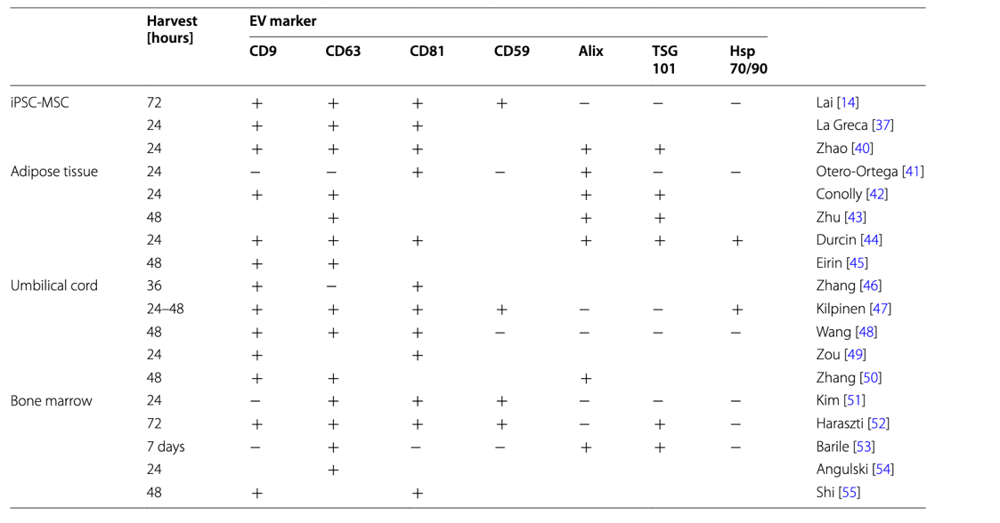 Harvest [hours] EV marker
CD9 CD63 CD81 CD59 Alix TSG 101 Hsp 70/90
iPSC-MSC 72 + + + + − − − Lai [14]
24 + + + La Greca [37]
24 + + + + + Zhao [40]
Adipose tissue 24 − − + − + − − Otero-Ortega [41]
24 + + + + Conolly [42]
48 + + + Zhu [43]
24 + + + + + + Durcin [44]
48 + + Eirin [45]
Umbilical cord 36 + − + Zhang [46]
24–48 + + + + − − + Kilpinen [47]
48 + + + − − − − Wang [48]
24 + + Zou [49]
48 + + + Zhang [50]
Bone marrow 24 − + + + − − − Kim [51]
72 + + + + − + − Haraszti [52]
7 days − + − − + + − Barile [53]
24 + Angulski [54]
48 + + Shi [55]